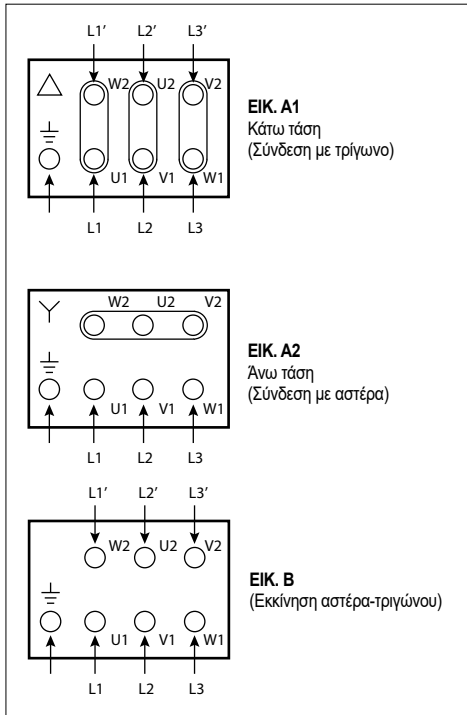 L1′ L2′ L3′
W2 U2 V2
U1 V1 W1
L1 L2 L3
ΕΙΚ. A1
Κάτω τάση
(Σύνδεση με τρίγωνο)
W2 U2 V2
U1 V1 W1
L1 L2 L3
ΕΙΚ. A2
Άνω τάση
(Σύνδεση με αστέρα)
L1′ L2′ L3′
W2 U2 V2
U1 V1 W1
L1 L2 L3
ΕΙΚ. B
(Εκκίνηση αστέρα-τριγώνου)